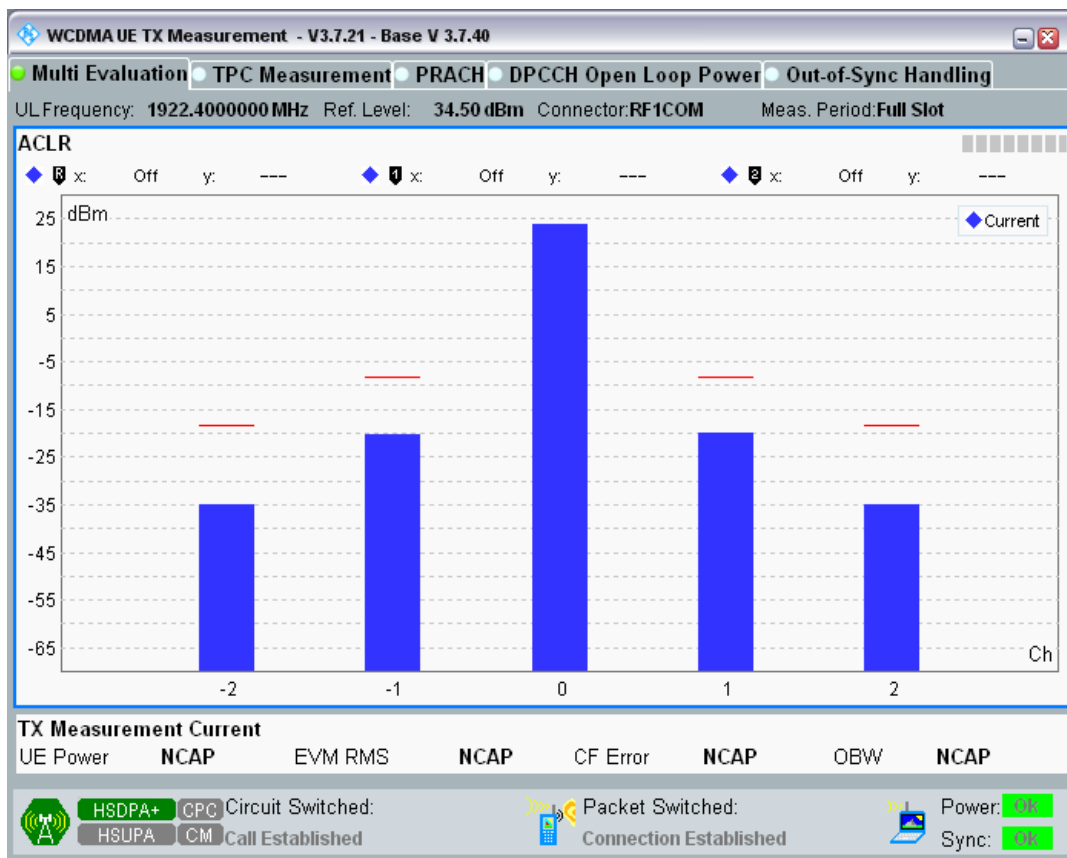 WCDMA UE TX Measurement - V3.7.21 - Base V 3.7.40
Multi Evaluation TPC Measurement PRACH DPCCH Open Loop Power Out-of-Sync Handling
UL Frequency: 1922.4000000 MHz Ref. Level: 34.50 dBm Connector:RF1COM Meas. Period:Full Slot
ACLR
R x: Off y: --- 1 x: Off y: --- 2 x: Off y: ---
dBm
Current
25
15
5
-5
-15
-25
-35
-45
-55
-65
Ch
-2 -1 0 1 2
TX Measurement Current
UE Power NCAP EVM RMS NCAP CF Error NCAP OBW NCAP
HSDPA+ CPC Circuit Switched: Packet Switched: Power: Ok
HSUPA CM Call Established Connection Established Sync: Ok